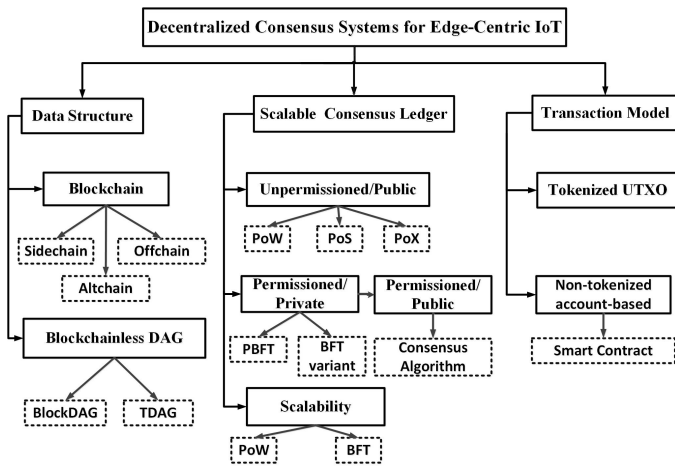 Decentralized Consensus Systems for Edge-Centric IoT
Data Structure
Blockchain
Sidechain
Offchain
Altchain
Blockchainless DAG
BlockDAG
TDAG
Scalable Consensus Ledger
Unpermissioned/Public
PoW
PoS
PoX
Permissioned/
Private
PBFT
BFT
variant
Permissioned/
Public
Consensus
Algorithm
Scalability
PoW
BFT
Transaction Model
Tokenized UTXO
Non-tokenized
account-based
Smart Contract